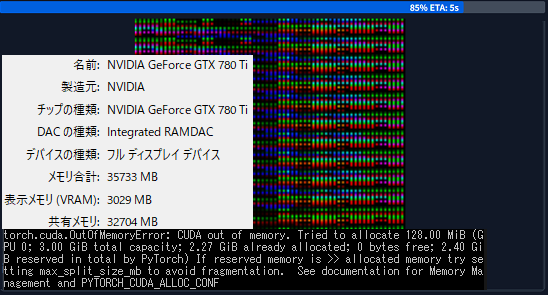 85% ETA: 5s
名前: NVIDIA GeForce GTX 780 Ti
製造元: NVIDIA
チップの種類: NVIDIA GeForce GTX 780 Ti
DAC の種類: Integrated RAMDAC
デバイスの種類: フル ディスプレイ デバイス
メモリ合計: 35733 MB
表示メモリ (VRAM): 3029 MB
共有メモリ: 32704 MB
torch.cuda.OutOfMemoryError: CUDA out of memory. Tried to allocate 128.00 MiB (G
PU 0; 3.00 GiB total capacity; 2.27 GiB already allocated; 0 bytes free; 2.40 Gi
B reserved in total by PyTorch) If reserved memory is >> allocated memory try se
tting max_split_size_mb to avoid fragmentation.  See documentation for Memory Ma
nagement and PYTORCH_CUDA_ALLOC_CONF